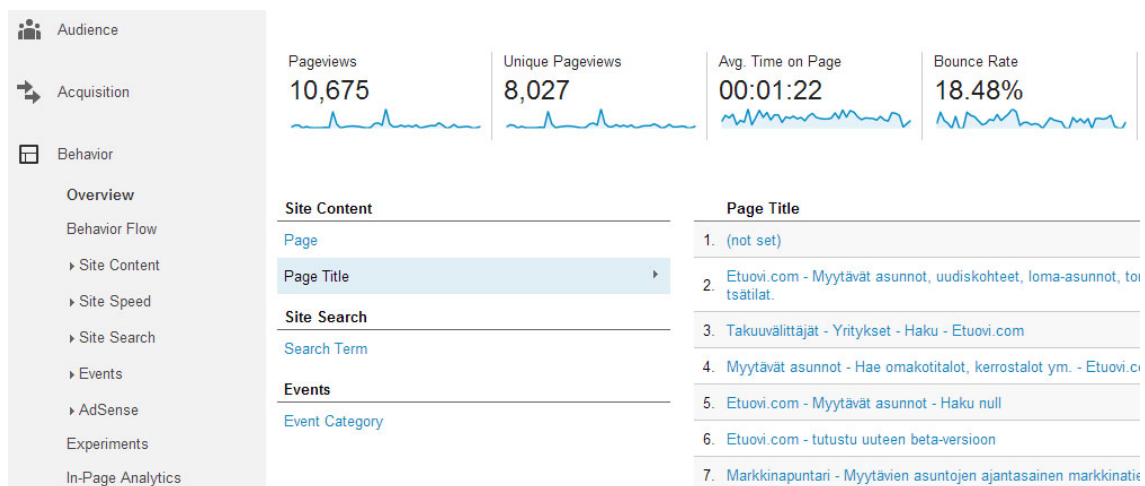 Audience
Acquisition
Behavior
Overview
Behavior Flow
Site Content
Site Speed
Site Search
Events
AdSense
Experiments
In-Page Analytics
Pageviews
10,675
Unique Pageviews
8,027
Avg. Time on Page
00:01:22
Bounce Rate
18.48%
Site Content
Page
Page Title
Site Search
Search Term
Events
Event Category
Page Title
1. (not set)
2. Etuovi.com - Myytävät asunnot, uudiskohteet, loma-asunnot,
tsätilat.
3. Takuuvälittäjät - Yritykset - Haku - Etuovi.com
4. Myytävät asunnot - Hae omakotitalot, kerrostalot ym. -
5. Etuovi.com - Myytävät asunnot - Haku null
6. Etuovi.com - tutustu uuteen beta-versioon
7. Markkinapuntari - Myytävien asuntojen ajantasainen